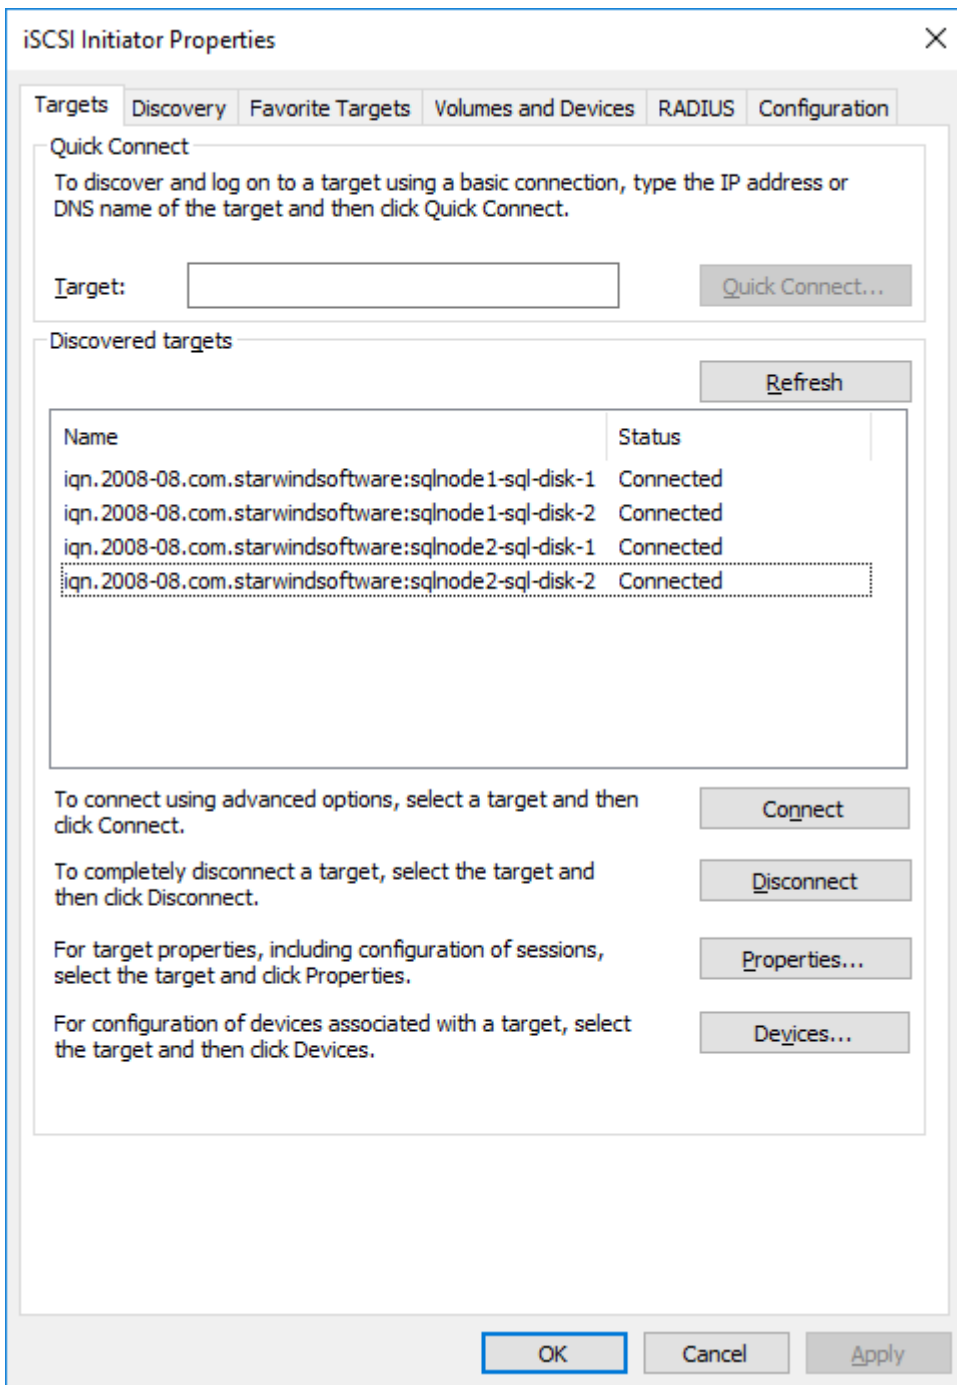 iSCSI Initiator Properties
Targets Discovery Favorite Targets Volumes and Devices RADIUS Configuration
Quick Connect
To discover and log on to a target using a basic connection, type the IP address or
DNS name of the target and then click Quick Connect.
Target: Quick Connect...
Discovered targets
Refresh
Name Status
iqn.2008-08.com.starwindsoftware:sqlnode1-sql-disk-1 Connected
iqn.2008-08.com.starwindsoftware:sqlnode1-sql-disk-2 Connected
iqn.2008-08.com.starwindsoftware:sqlnode2-sql-disk-1 Connected
iqn.2008-08.com.starwindsoftware:sqlnode2-sql-disk-2 Connected
To connect using advanced options, select a target and then
click Connect.
Connect
To completely disconnect a target, select the target and
then click Disconnect.
Disconnect
For target properties, including configuration of sessions,
select the target and click Properties.
Properties...
For configuration of devices associated with a target, select
the target and then click Devices.
Devices...
OK Cancel Apply